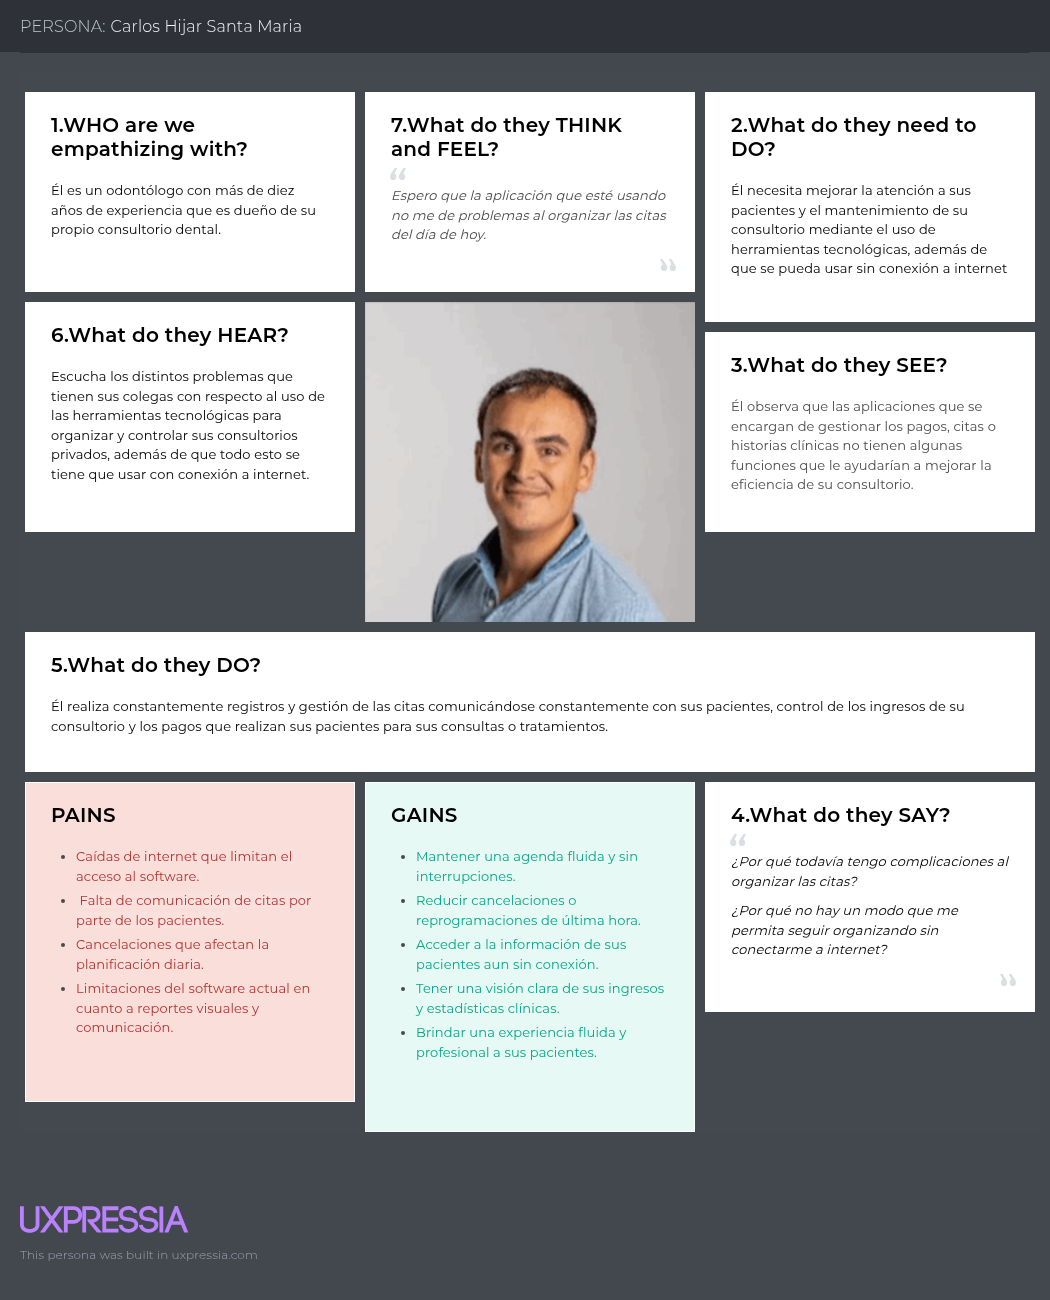 PERSONA: Carlos Hijar Santa Maria
1.WHO are we
empathizing with?
Él es un odontólogo con más de diez
años de experiencia que es dueño de su
propio consultorio dental.
7.What do they THINK
and FEEL?
“
Espero que la aplicación que esté usando
no me de problemas al organizar las citas
del día de hoy.
”
2.What do they need to
DO?
Él necesita mejorar la atención a sus
pacientes y el mantenimiento de su
consultorio mediante el uso de
herramientas tecnológicas, además de
que se pueda usar sin conexión a internet
6.What do they HEAR?
Escucha los distintos problemas que
tienen sus colegas con respecto al uso de
las herramientas tecnológicas para
organizar y controlar sus consultorios
privados, además de que todo esto se
tiene que usar con conexión a internet.
3.What do they SEE?
Él observa que las aplicaciones que se
encargan de gestionar los pagos, citas o
historias clínicas no tienen algunas
funciones que le ayudarían a mejorar la
eficiencia de su consultorio.
5.What do they DO?
Él realiza constantemente registros y gestión de las citas comunicándose constantemente con sus pacientes, control de los ingresos de su
consultorio y los pagos que realizan sus pacientes para sus consultas o tratamientos.
PAINS
• Caídas de internet que limitan el
acceso al software.
• Falta de comunicación de citas por
parte de los pacientes.
• Cancelaciones que afectan la
planificación diaria.
• Limitaciones del software actual en
cuanto a reportes visuales y
comunicación.
GAINS
• Mantener una agenda fluida y sin
interrupciones.
• Reducir cancelaciones o
reprogramaciones de última hora.
• Acceder a la información de sus
pacientes aun sin conexión.
• Tener una visión clara de sus ingresos
y estadísticas clínicas.
• Brindar una experiencia fluida y
profesional a sus pacientes.
4.What do they SAY?
“
¿Por qué todavía tengo complicaciones al
organizar las citas?
¿Por qué no hay un modo que me
permita seguir organizando sin
conectarme a internet?
”
UXPRESSIA
This persona was built in uxpressia.com